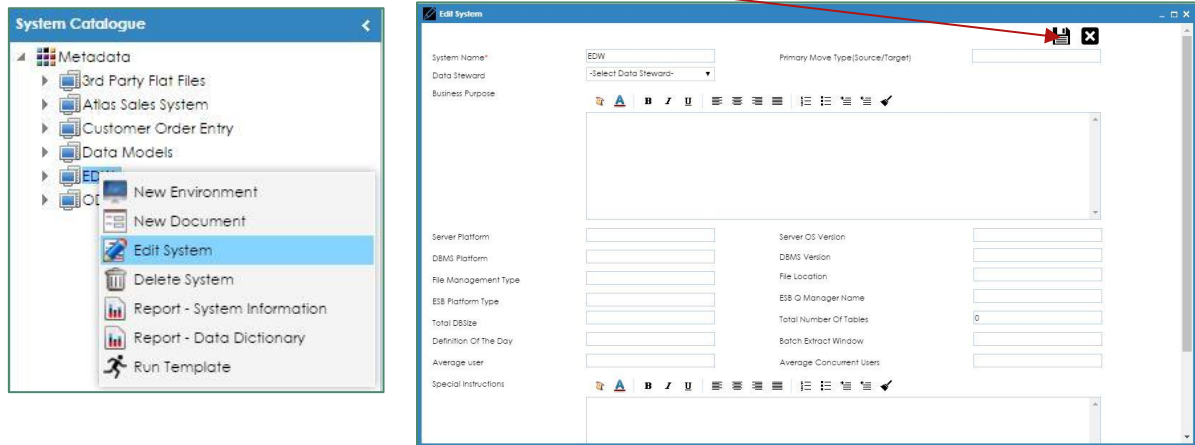 System Catalogue
Metadata
3rd Party Flat Files
Atlas Sales System
Customer Order Entry
Data Models
EDW
New Environment
New Document
Edit System
Delete System
Report - System Information
Report - Data Dictionary
Run Template
Edit System
System Name* EDW Primary Move Type(Source/Target)
Data Steward -Select Data Steward-
Business Purpose
A B I U
Server Platform Server OS Version
DBMS Platform DBMS Version
File Management Type File Location
ESB Platform Type ESB Q Manager Name
Total DBSize Total Number Of Tables 0
Definition Of The Day Batch Extract Window
Average user Average Concurrent Users
Special Instructions
A B I U